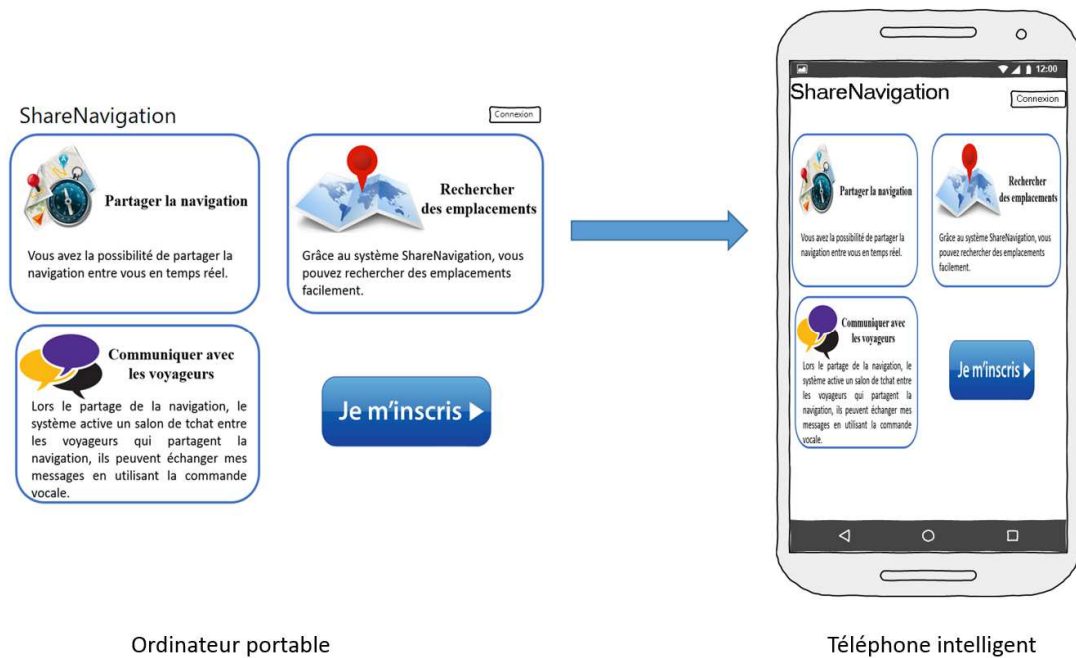 ShareNavigation
Connexion
Partager la navigation
Vous avez la possibilité de partager la
navigation entre vous en temps réel.
Rechercher
des emplacements
Grâce au système ShareNavigation, vous
pouvez rechercher des emplacements
facilement.
Communiquer avec
les voyageurs
Lors le partage de la navigation, le
système active un salon de tchat entre
les voyageurs qui partagent la
navigation, ils peuvent échanger mes
messages en utilisant la commande
vocale.
Je m'inscris
Ordinateur portable
12:00
ShareNavigation
Connexion
Partager la navigation
Vous avez la possibilité de partager la
navigation entre vous en temps réel.
Rechercher
des emplacements
Grâce au système ShareNavigation, vous
pouvez rechercher des emplacements
facilement.
Communiquer avec
les voyageurs
Lors le partage de la navigation, le
système active un salon de tchat entre
les voyageurs qui partagent la
navigation, ils peuvent échanger mes
messages en utilisant la commande
vocale.
Je m'inscris
Téléphone intelligent